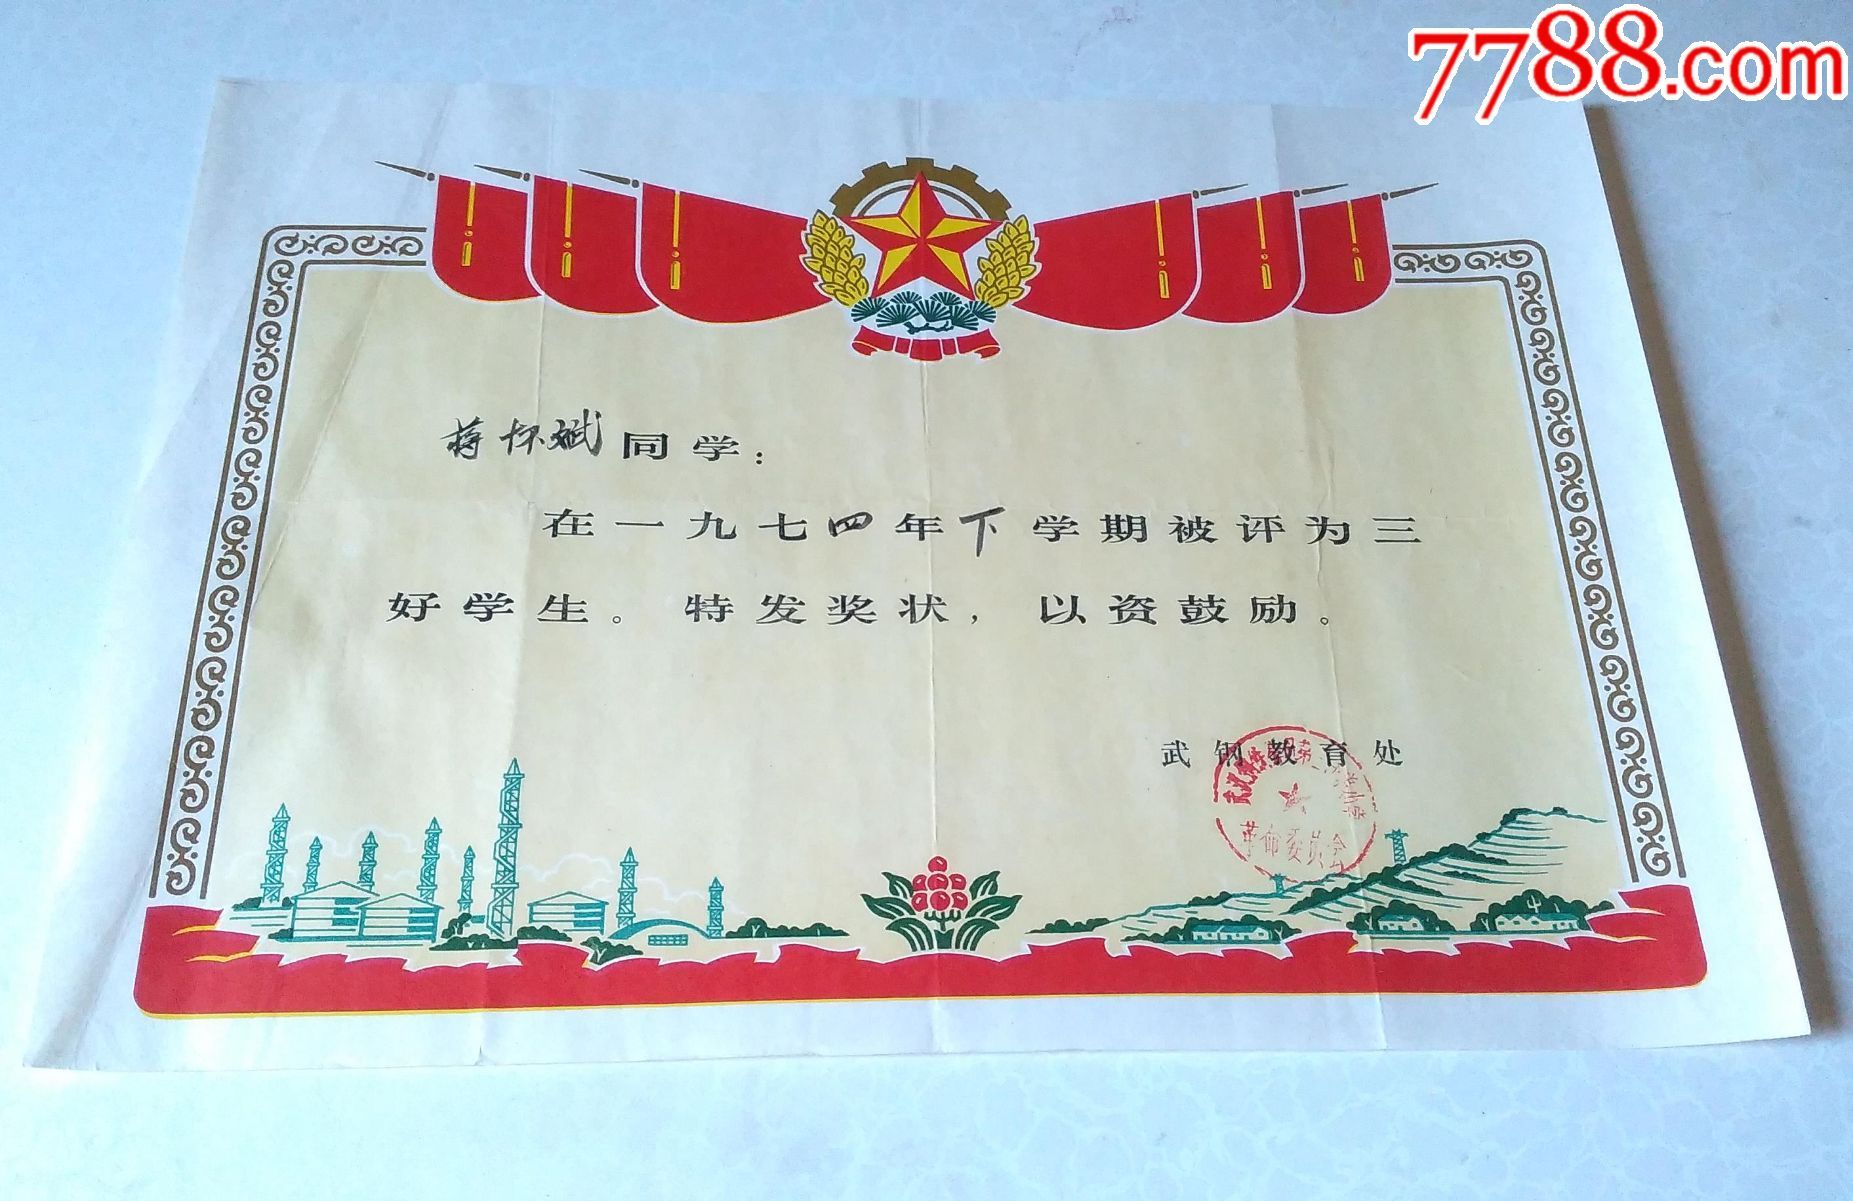 7788.com
蒋怀斌同学：
在一九七四年下学期被评为三
好学生。特发奖状，以资鼓励。
武钢教育处
革命委员会